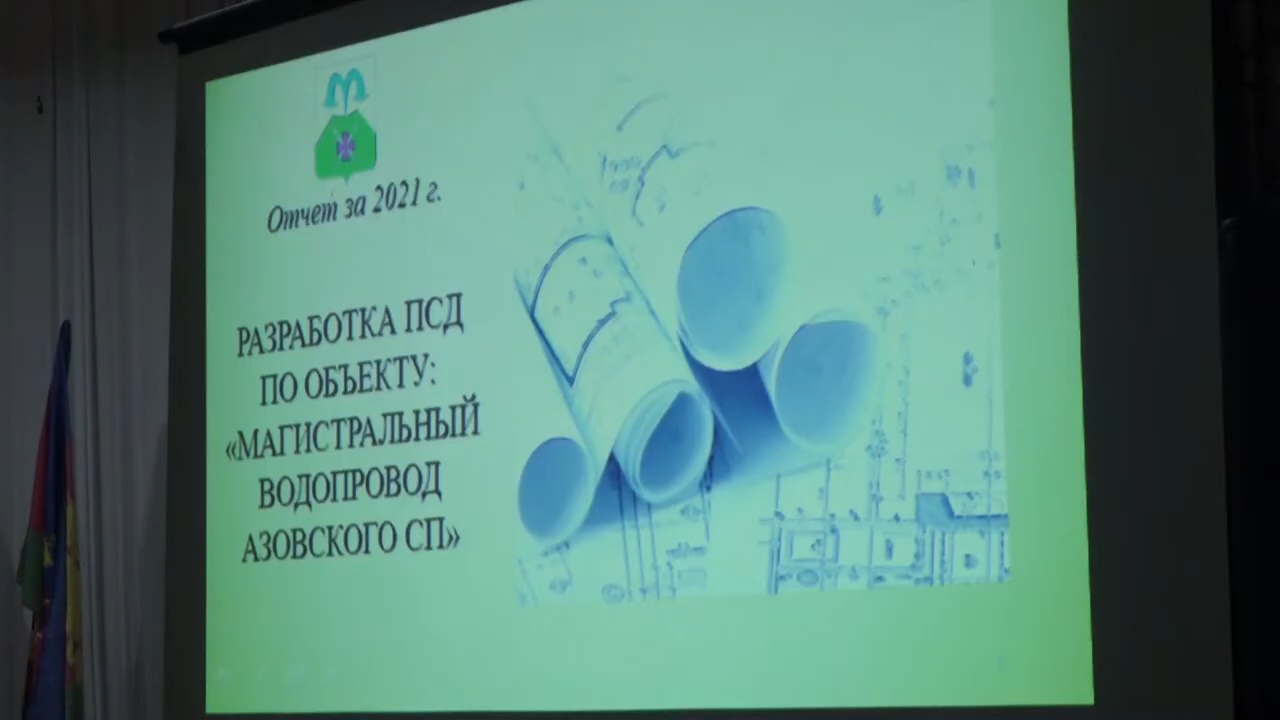 Отчет за 2021 г.
РАЗРАБОТКА ПСД
ПО ОБЪЕКТУ:
«МАГИСТРАЛЬНЫЙ
ВОДОПРОВОД
АЗОВСКОГО СП»